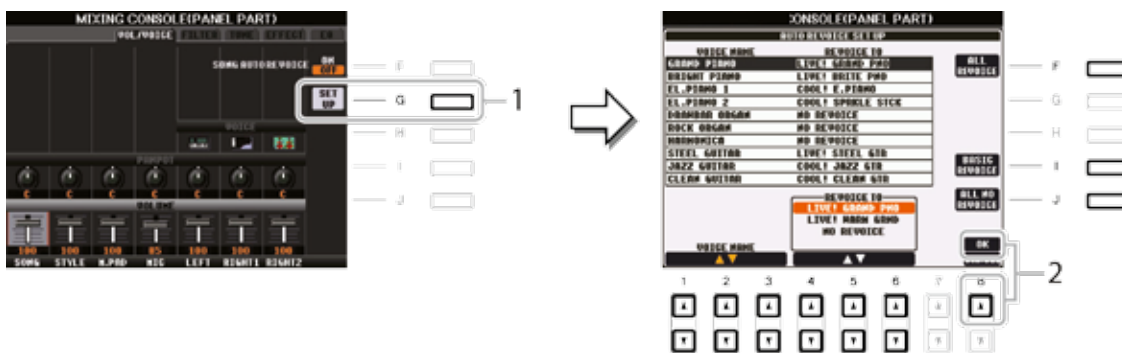 MIXING CONSOLE(PANEL PART)
VOL/VOICE FILTER TUNE EFFECT EQ
SONG AUTO REVOICE ON OFF
SET UP
F
G
H
I
J
1
VOICE
PANPOT
C C C C C C C
VOLUME
100 100 100 85 100 100 100
SONG STYLE M.PAD MIC LEFT RIGHT1 RIGHT2
CONSOLE(PANEL PART)
AUTO REVOICE SET UP
VOICE NAME REVOICE TO
GRAND PIANO LIVE! GRAND PNO
BRIGHT PIANO LIVE! BRITE PNO
EL.PIANO 1 COOL! E.PIANO
EL.PIANO 2 COOL! SPRKLE STCK
DRAWBAR ORGAN NO REVOICE
ROCK ORGAN NO REVOICE
HARMONICA NO REVOICE
STEEL GUITAR LIVE! STEEL GTR
JAZZ GUITAR COOL! JAZZ GTR
CLEAN GUITAR COOL! CLEAN GTR
REVOICE TO
LIVE! GRAND PNO
LIVE! WARM GRND
NO REVOICE
VOICE NAME
ALL REVOICE
BASIC REVOICE
ALL NO REVOICE
OK
F
G
H
I
J
2
1 2 3 4 5 6 7 8